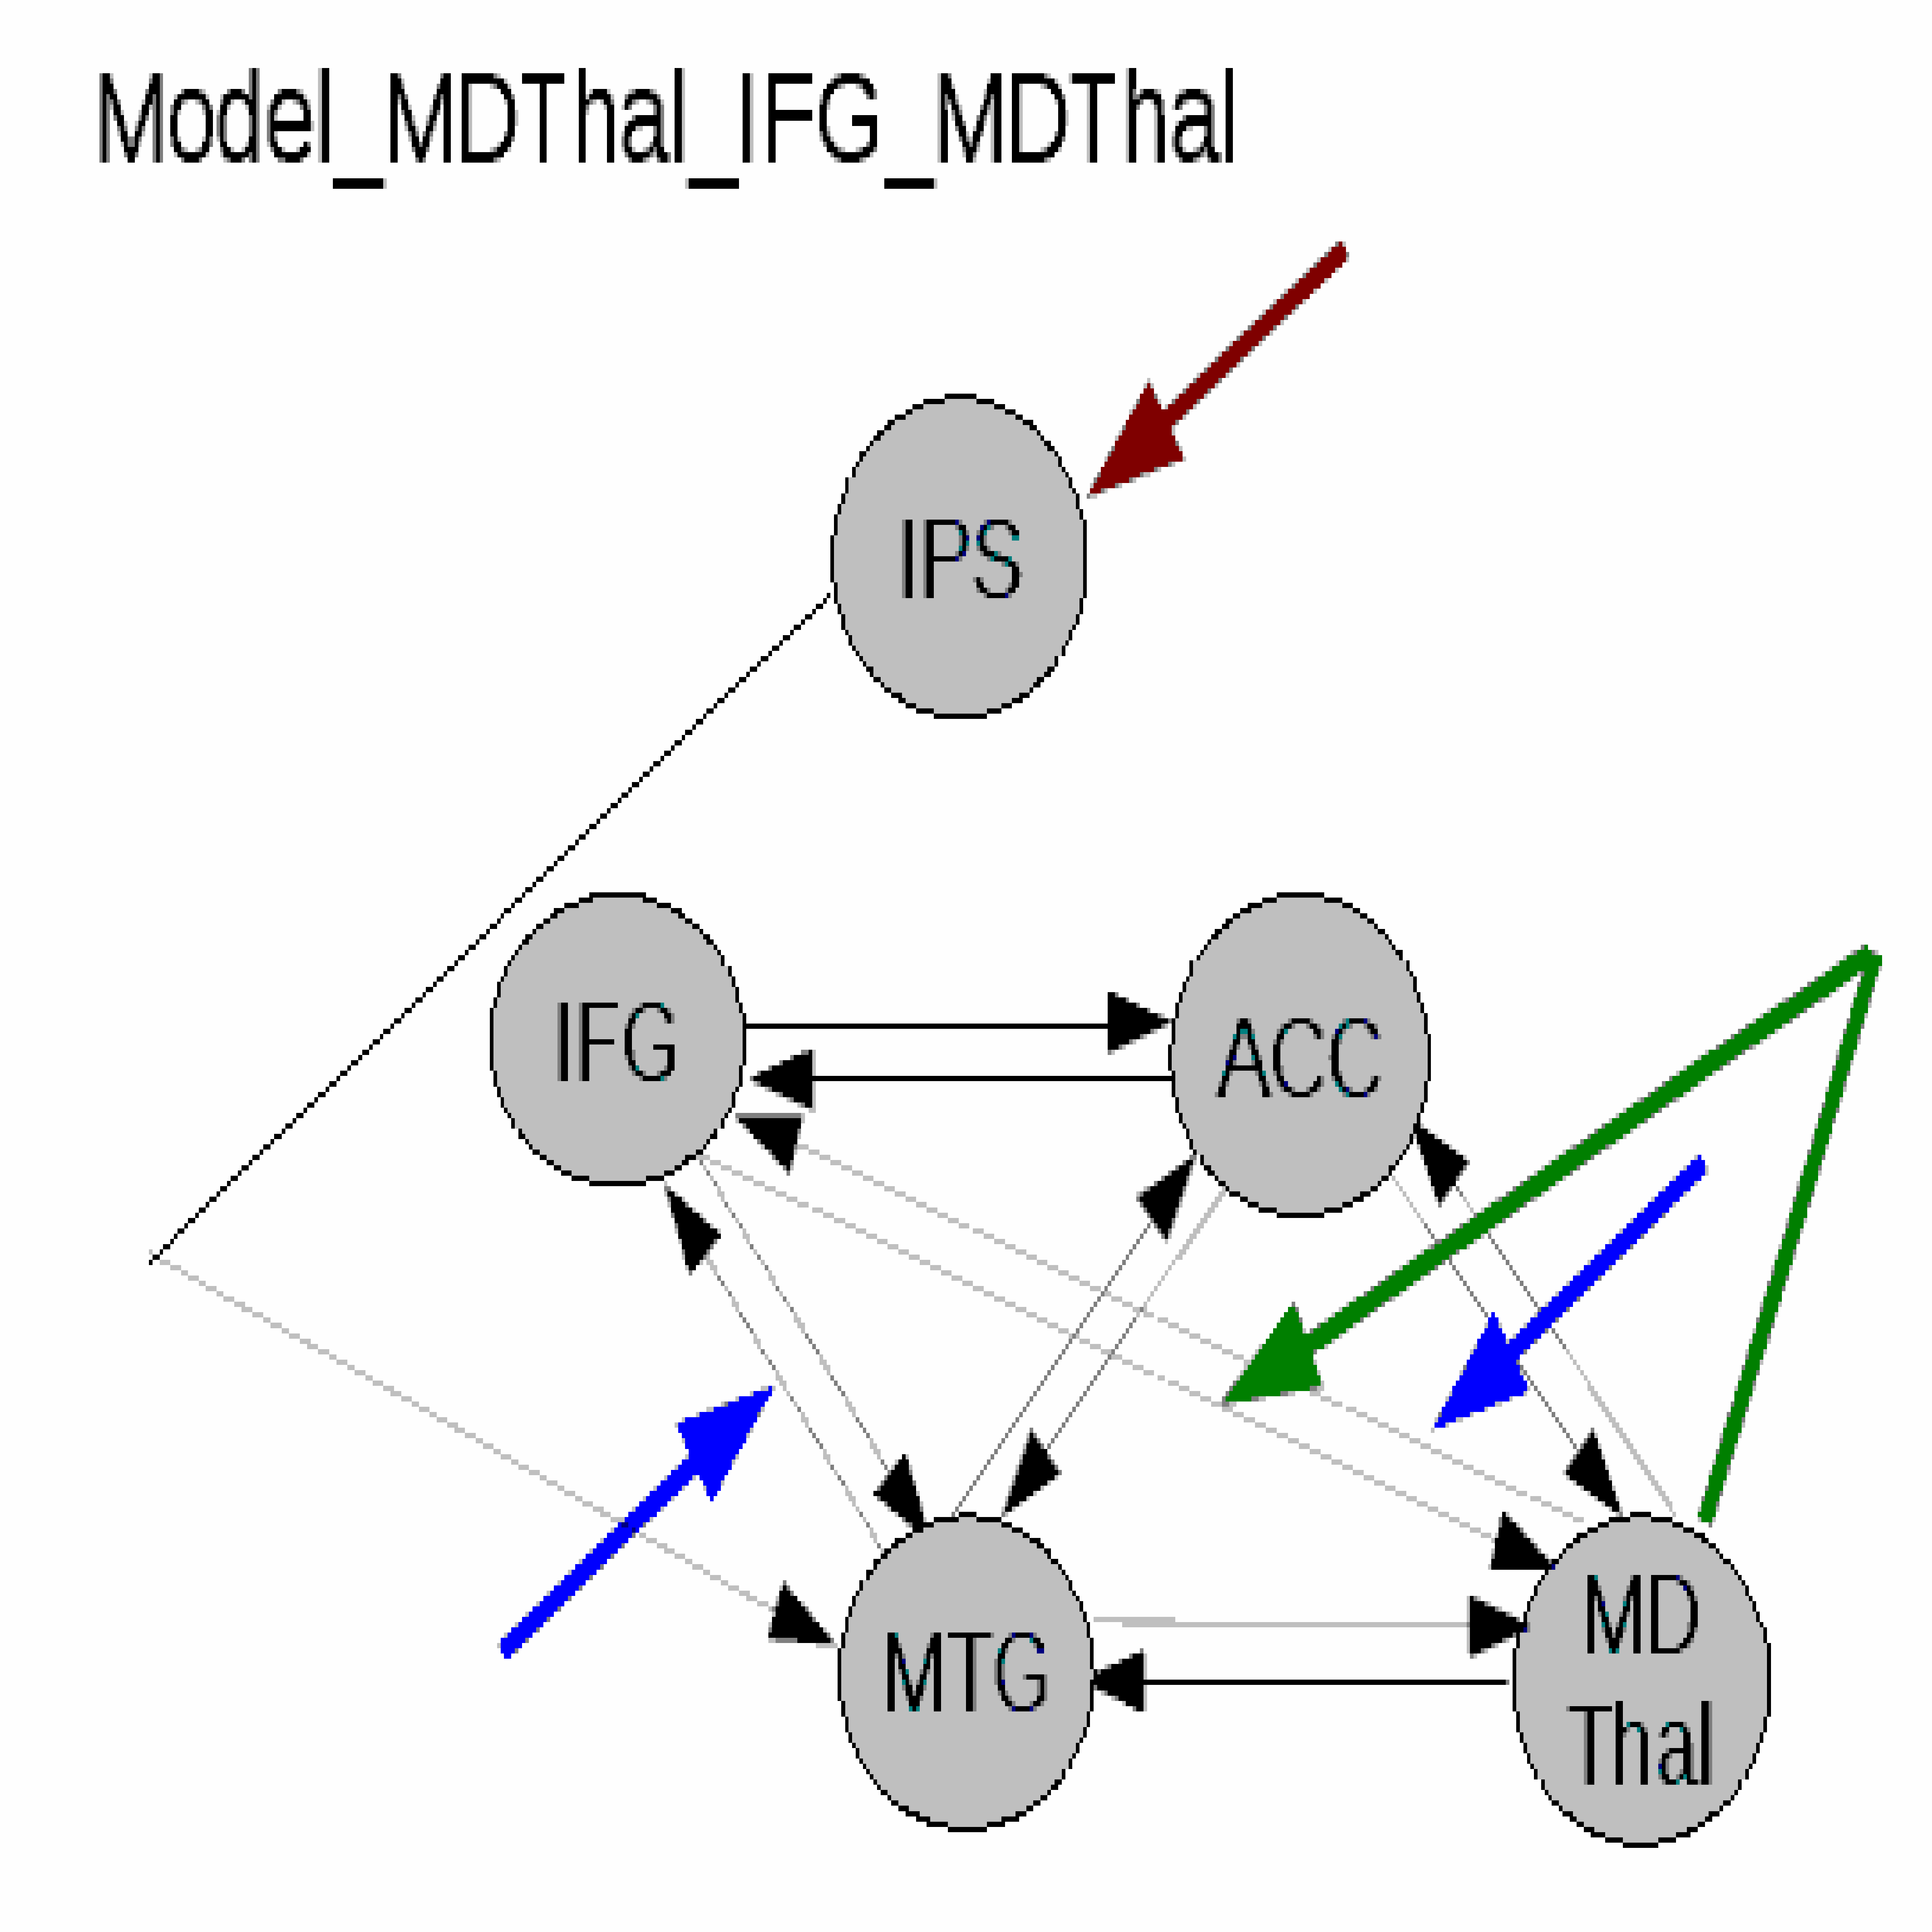 Model_MDThal_IFG_MDThal
IPS
IFG
ACC
MTG
MD
Thal